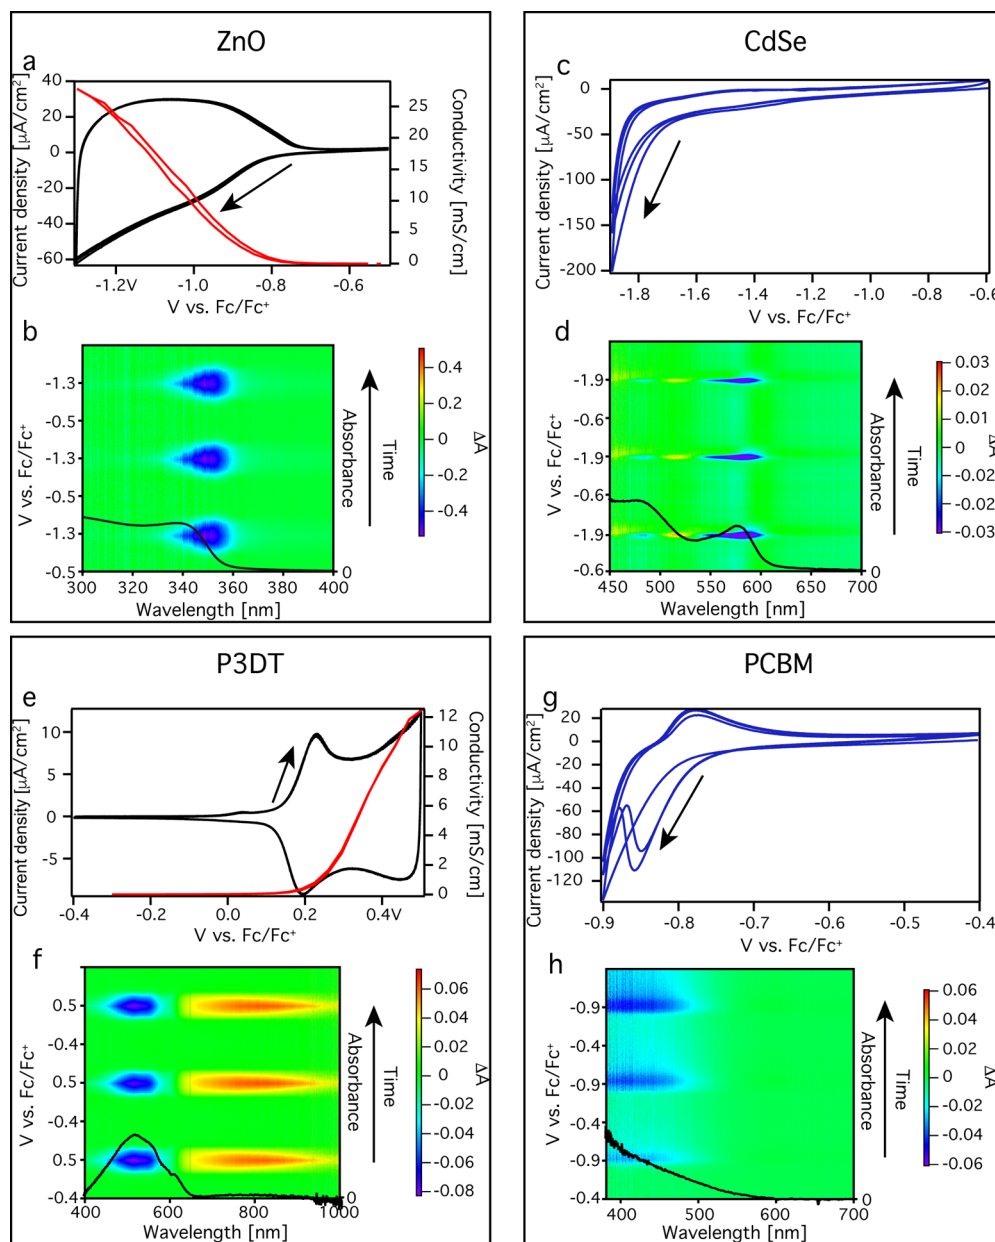 ZnO
a
40
20
0
-20
-40
-60
Current density [µA/cm²]
25
20
15
10
5
0
Conductivity [mS/cm]
-1.2V
-1.0
-0.8
-0.6
V vs. Fc/Fc⁺
b
-1.3
-0.5
-1.3
-0.5
-1.3
-0.5
V vs. Fc/Fc⁺
300
320
340
360
380
400
Wavelength [nm]
0
Absorbance
Time
0.4
0.2
0
-0.2
-0.4
ΔA
CdSe
c
0
-50
-100
-150
-200
Current density [µA/cm²]
-1.8
-1.6
-1.4
-1.2
-1.0
-0.8
-0.6
V vs. Fc/Fc⁺
d
-1.9
-0.6
-1.9
-0.6
-1.9
-0.6
V vs. Fc/Fc⁺
450
500
550
600
650
700
Wavelength [nm]
0
Absorbance
Time
0.03
0.02
0.01
0
-0.02
-0.02
-0.03
ΔA
P3DT
e
10
5
0
-5
Current density [µA/cm²]
12
10
8
6
4
2
0
Conductivity [mS/cm]
-0.4
-0.2
0.0
0.2
0.4V
V vs. Fc/Fc⁺
f
0.5
-0.4
0.5
-0.4
0.5
-0.4
V vs. Fc/Fc⁺
400
600
800
1000
Wavelength [nm]
0
Absorbance
Time
0.06
0.04
0.02
0
-0.02
-0.04
-0.06
-0.08
ΔA
PCBM
g
20
0
-20
-40
-60
-80
-100
-120
Current density [µA/cm²]
-0.9
-0.8
-0.7
-0.6
-0.5
-0.4
V vs. Fc/Fc⁺
h
-0.9
-0.4
-0.9
-0.4
-0.9
-0.4
V vs. Fc/Fc⁺
400
500
600
700
Wavelength [nm]
0
Absorbance
Time
0.06
0.04
0.02
0
-0.02
-0.04
-0.06
ΔA